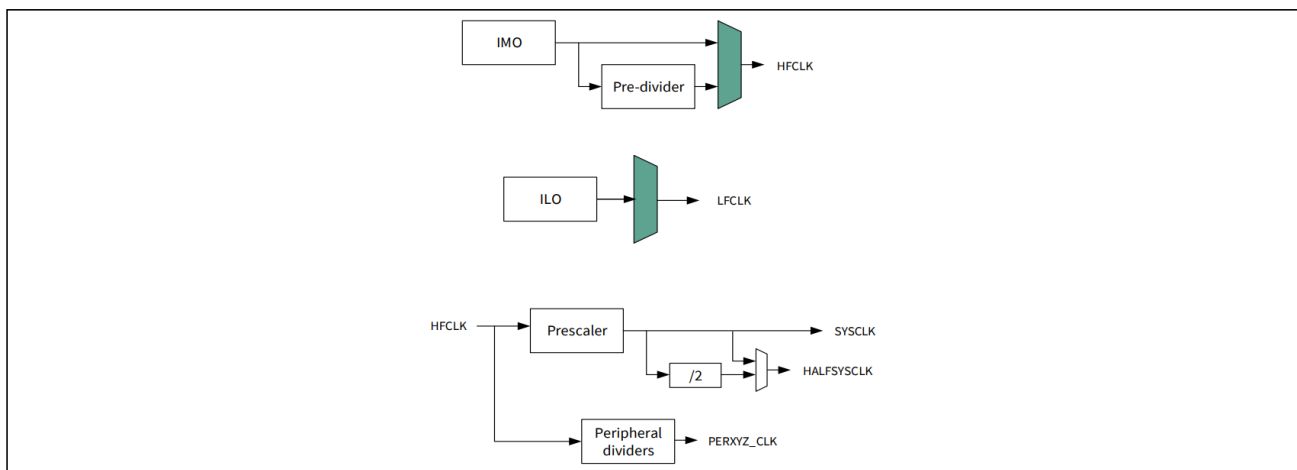 IMO
Pre-divider
HFCLK
ILO
LFCLK
HFCLK
Prescaler
SYSCLK
/2
HALFSYSCLK
Peripheral
dividers
PERXYZ_CLK